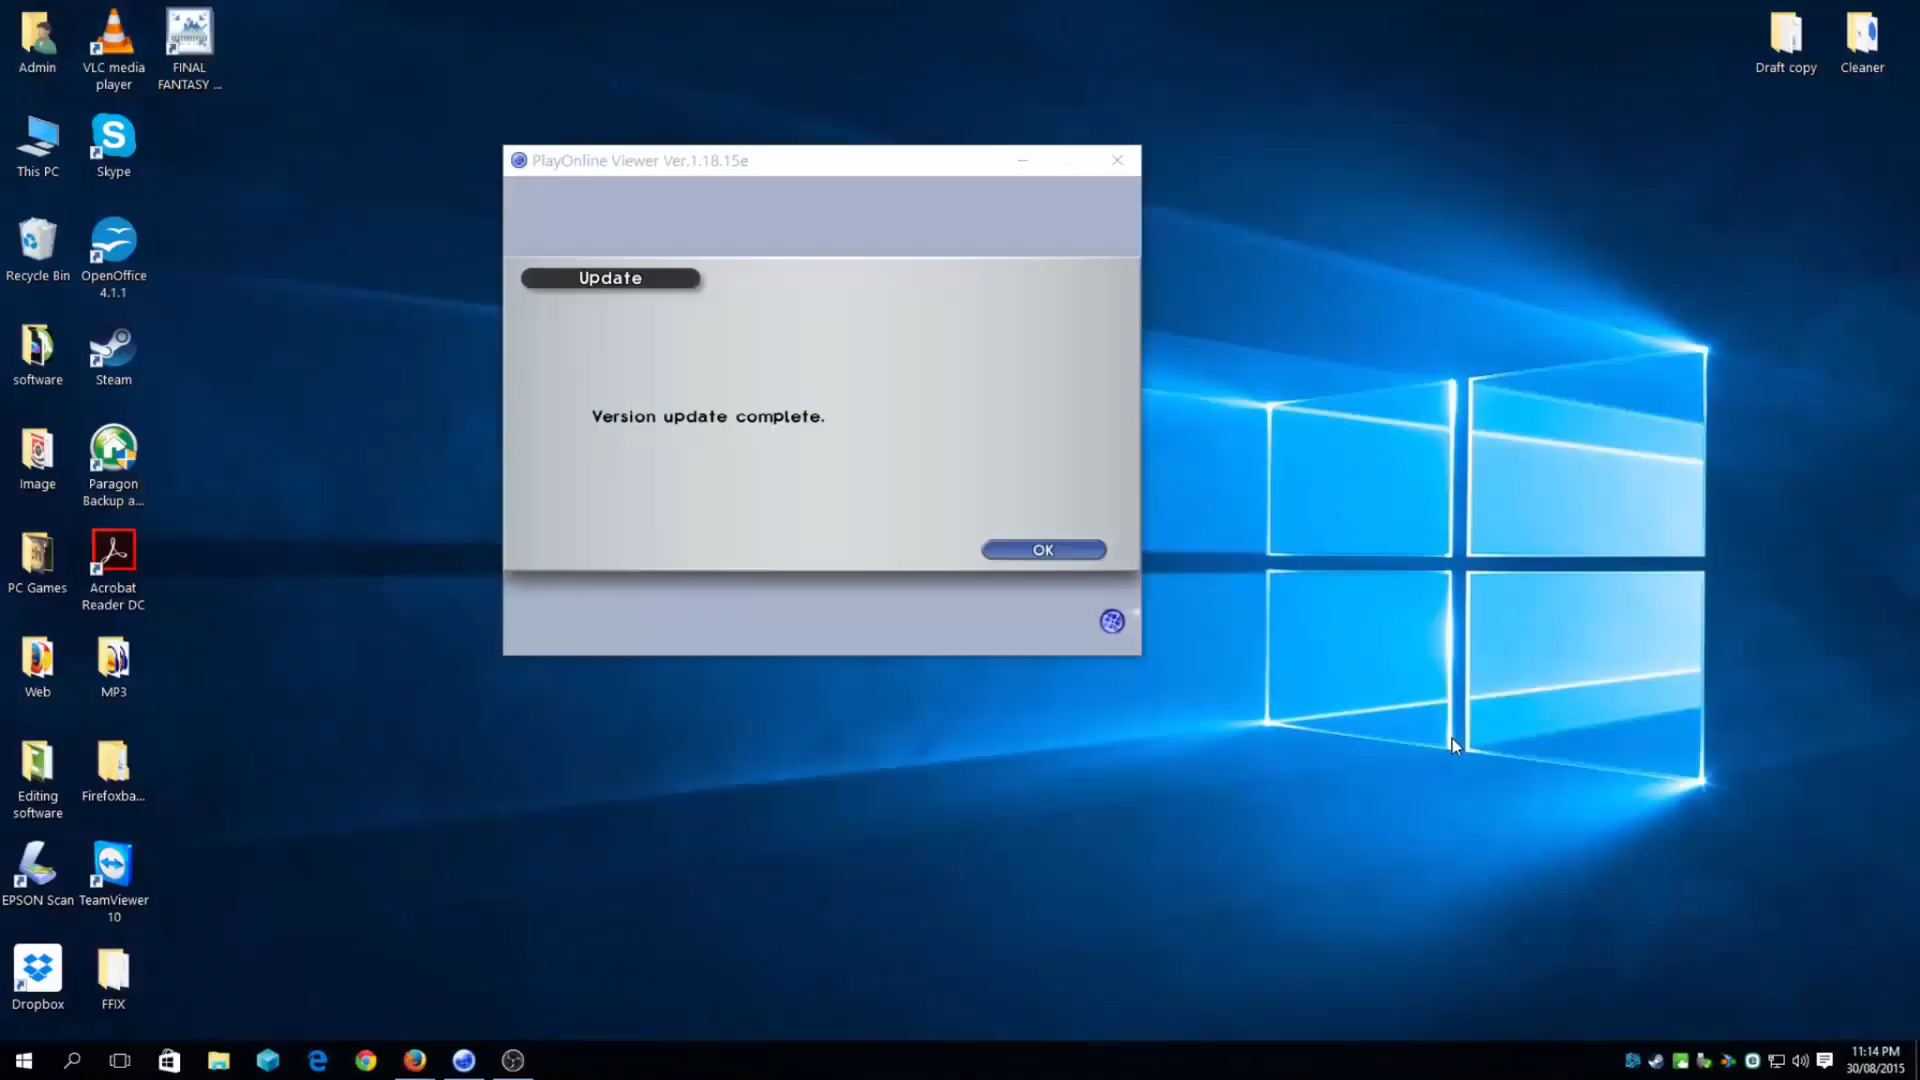 Admin
VLC media
player
FINAL
FANTASY ...
This PC
Skype
Recycle Bin
OpenOffice
4.1.1
software
Steam
Image
Paragon
Backup a...
PC Games
Acrobat
Reader DC
Web
MP3
Editing
software
Firefoxba...
EPSON Scan
TeamViewer
10
Dropbox
FFIX
PlayOnline Viewer Ver.1.18.15e
Update
Version update complete.
OK
Draft copy
Cleaner
11:14 PM
30/08/2015